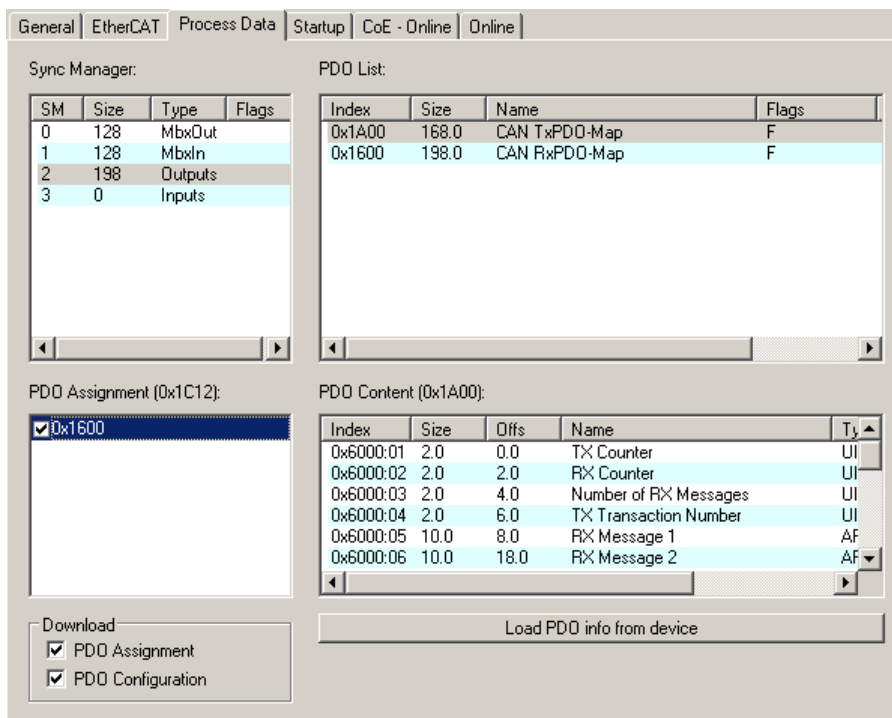 General EtherCAT Process Data Startup CoE - Online Online
Sync Manager:
SM Size Type Flags
0 128 MbxOut
1 128 MbxIn
2 198 Outputs
3 0 Inputs
PDO List:
Index Size Name Flags
0x1A00 168.0 CAN TxPDO-Map F
0x1600 198.0 CAN RxPDO-Map F
PDO Assignment (0x1C12):
0x1600
PDO Content (0x1A00):
Index Size Offs Name
0x6000:01 2.0 0.0 TX Counter UI
0x6000:02 2.0 2.0 RX Counter UI
0x6000:03 2.0 4.0 Number of RX Messages UI
0x6000:04 2.0 6.0 TX Transaction Number UI
0x6000:05 10.0 8.0 RX Message 1
0x6000:06 10.0 18.0 RX Message 2
Download
PDO Assignment
PDO Configuration
Load PDO info from device